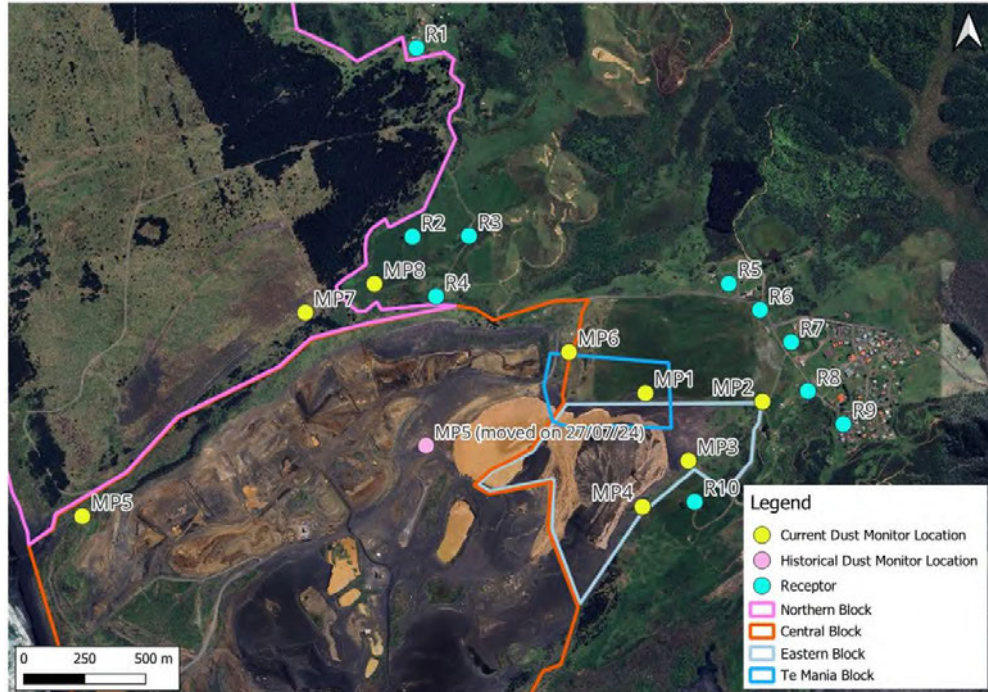 R1
R2
R3
MP8
R4
MP7
R5
R6
MP6
R7
MP1
MP2
R8
R9
MP5 (moved on 27/07/24)
MP3
MP4
R10
MP5
Legend
Current Dust Monitor Location
Historical Dust Monitor Location
Receptor
Northern Block
Central Block
Eastern Block
Te Mania Block
0 250 500 m